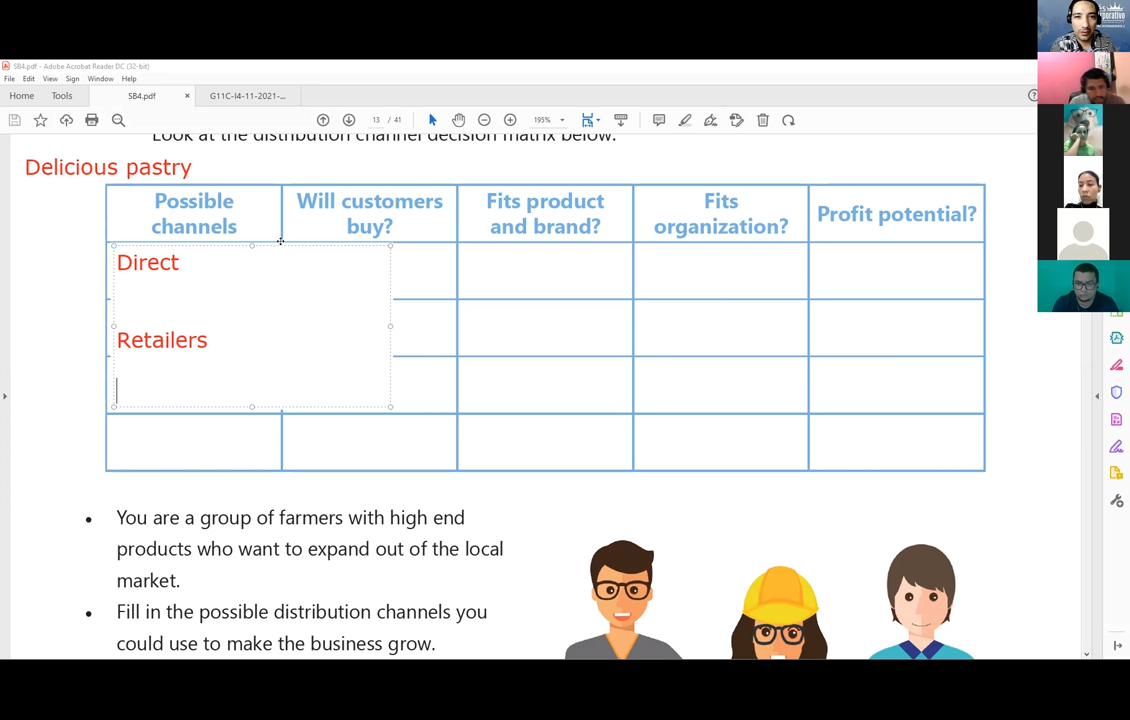 SB4.pdf - Adobe Acrobat Reader DC (32-bit)
File Edit View Sign Window Help
Home Tools SB4.pdf × G11C-I4-11-2021-...
13 / 41 195%
Look at the distribution channel decision matrix below.
Delicious pastry
Possible channels
Will customers buy?
Fits product and brand?
Fits organization?
Profit potential?
Direct
Retailers
• You are a group of farmers with high end
products who want to expand out of the local
market.
• Fill in the possible distribution channels you
could use to make the business grow.